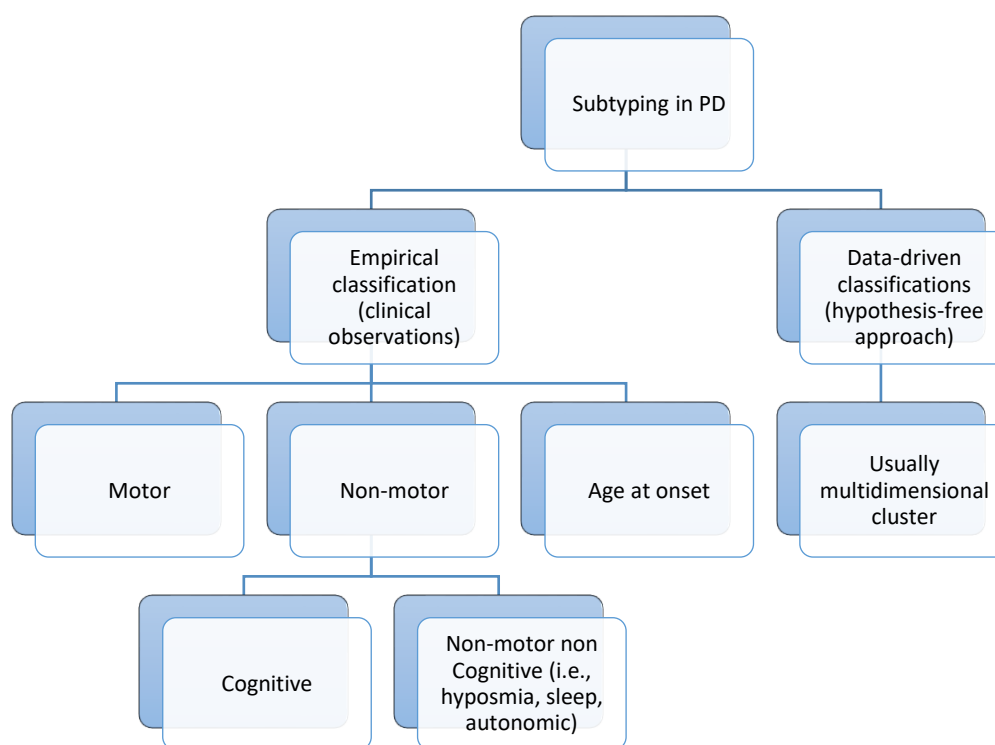 Subtyping in PD
Empirical
classification
(clinical
observations)
Data-driven
classifications
(hypothesis-free
approach)
Motor
Non-motor
Age at onset
Usually
multidimensional
cluster
Cognitive
Non-motor non
Cognitive (i.e.,
hyposmia, sleep,
autonomic)